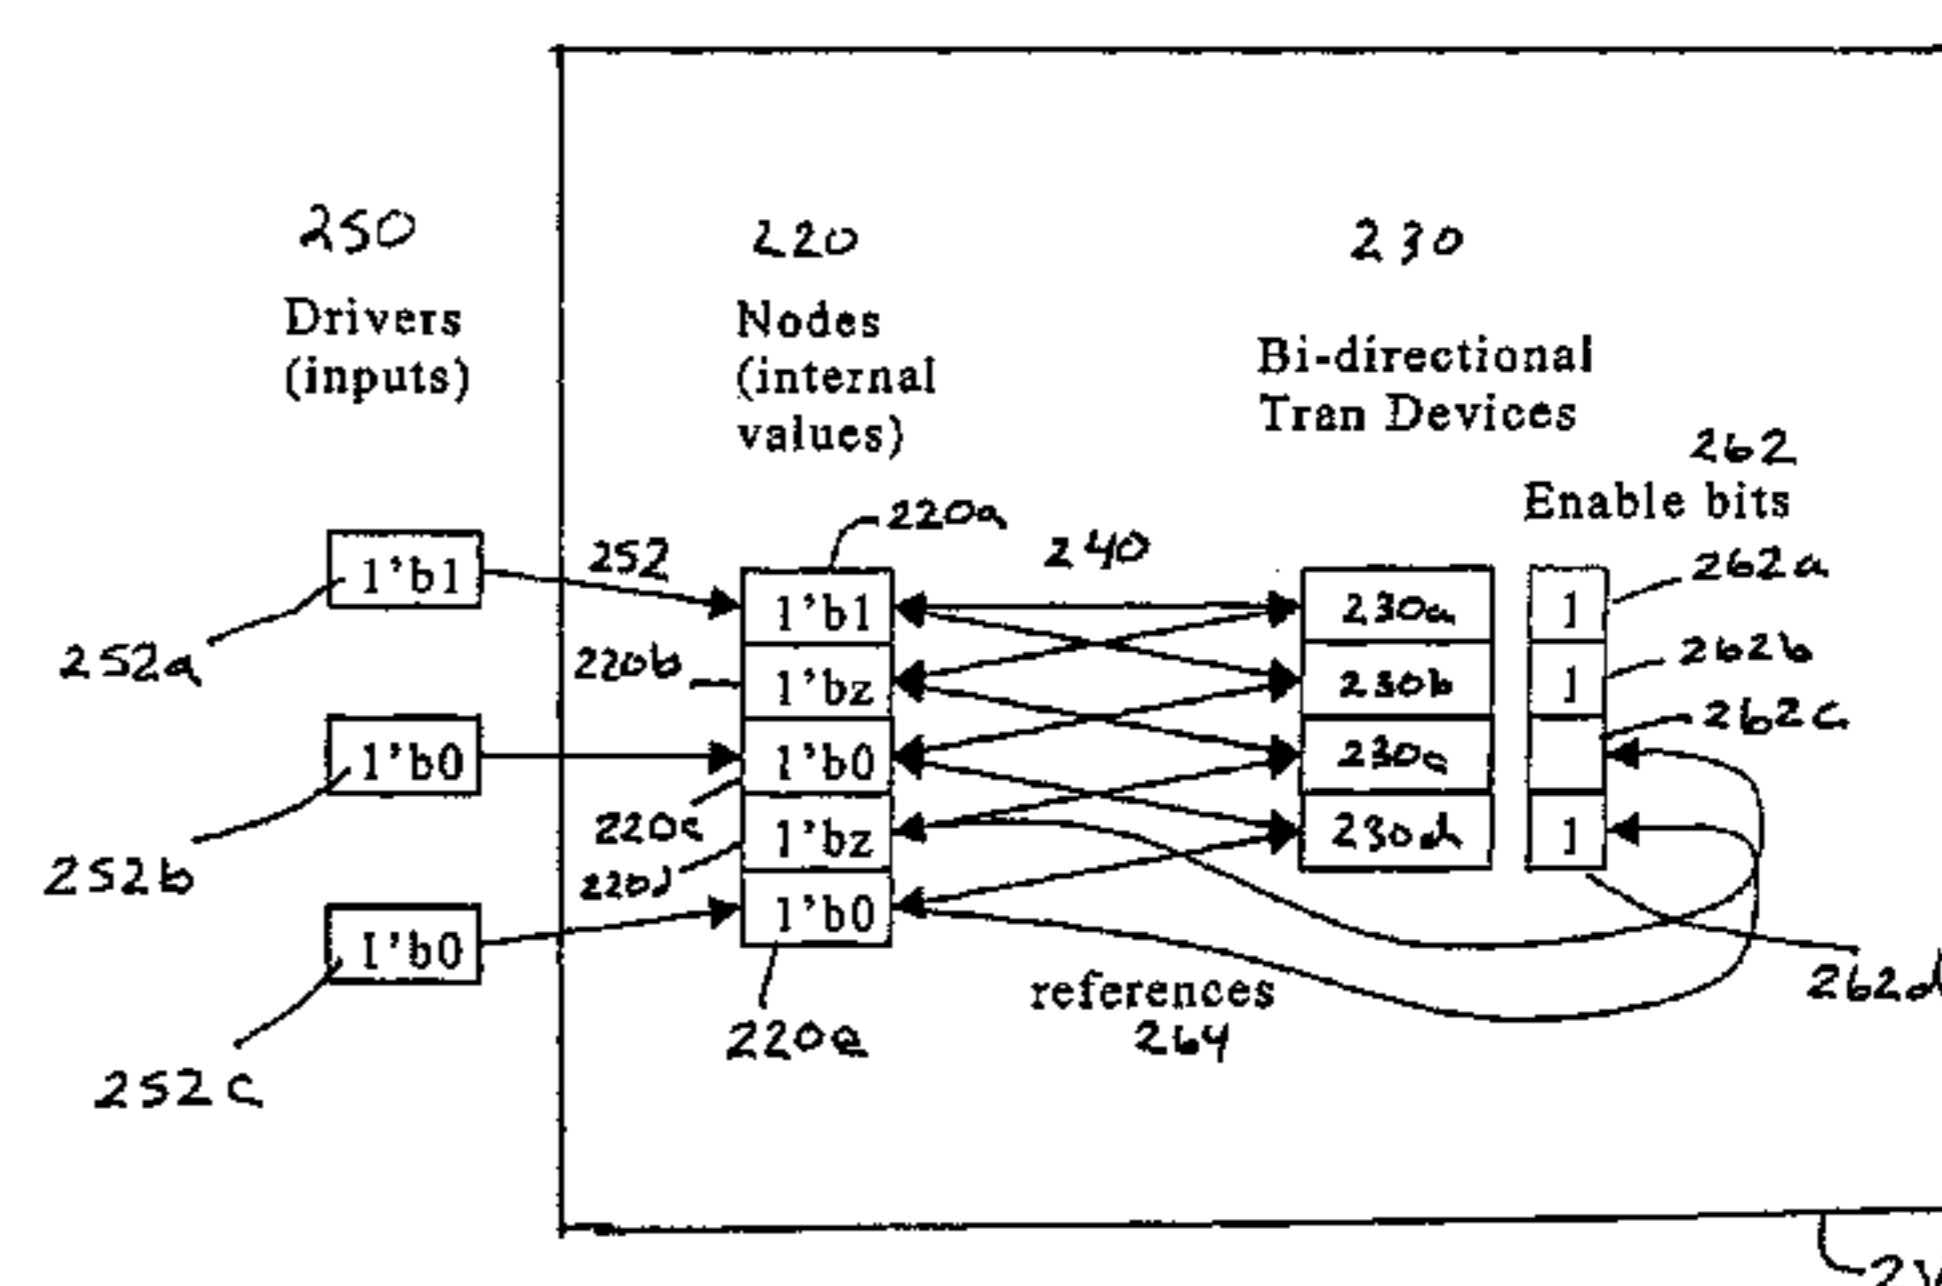 250
220
230
Drivers
(inputs)
Nodes
(internal
values)
Bi-directional
Tran Devices
262
Enable bits
220a
252
240
262a
1'b1
1'b1
230a
1
252a
220b
262b
1'bz
230b
1
262c
1'b0
1'b0
230c
220c
1'bz
230d
1
252b
220d
1'b0
1'b0
262d
references
264
220e
252c